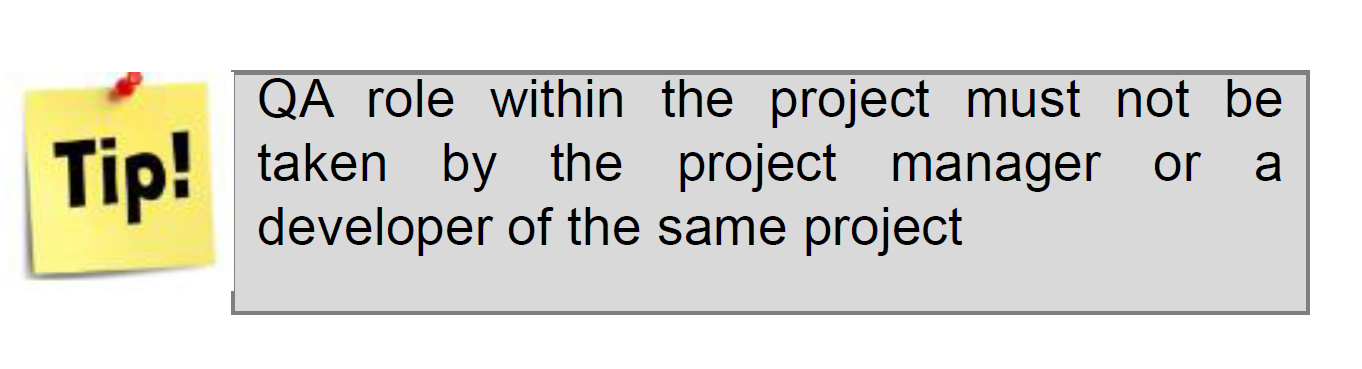 Tip!
QA role within the project must not be
taken by the project manager or a
developer of the same project